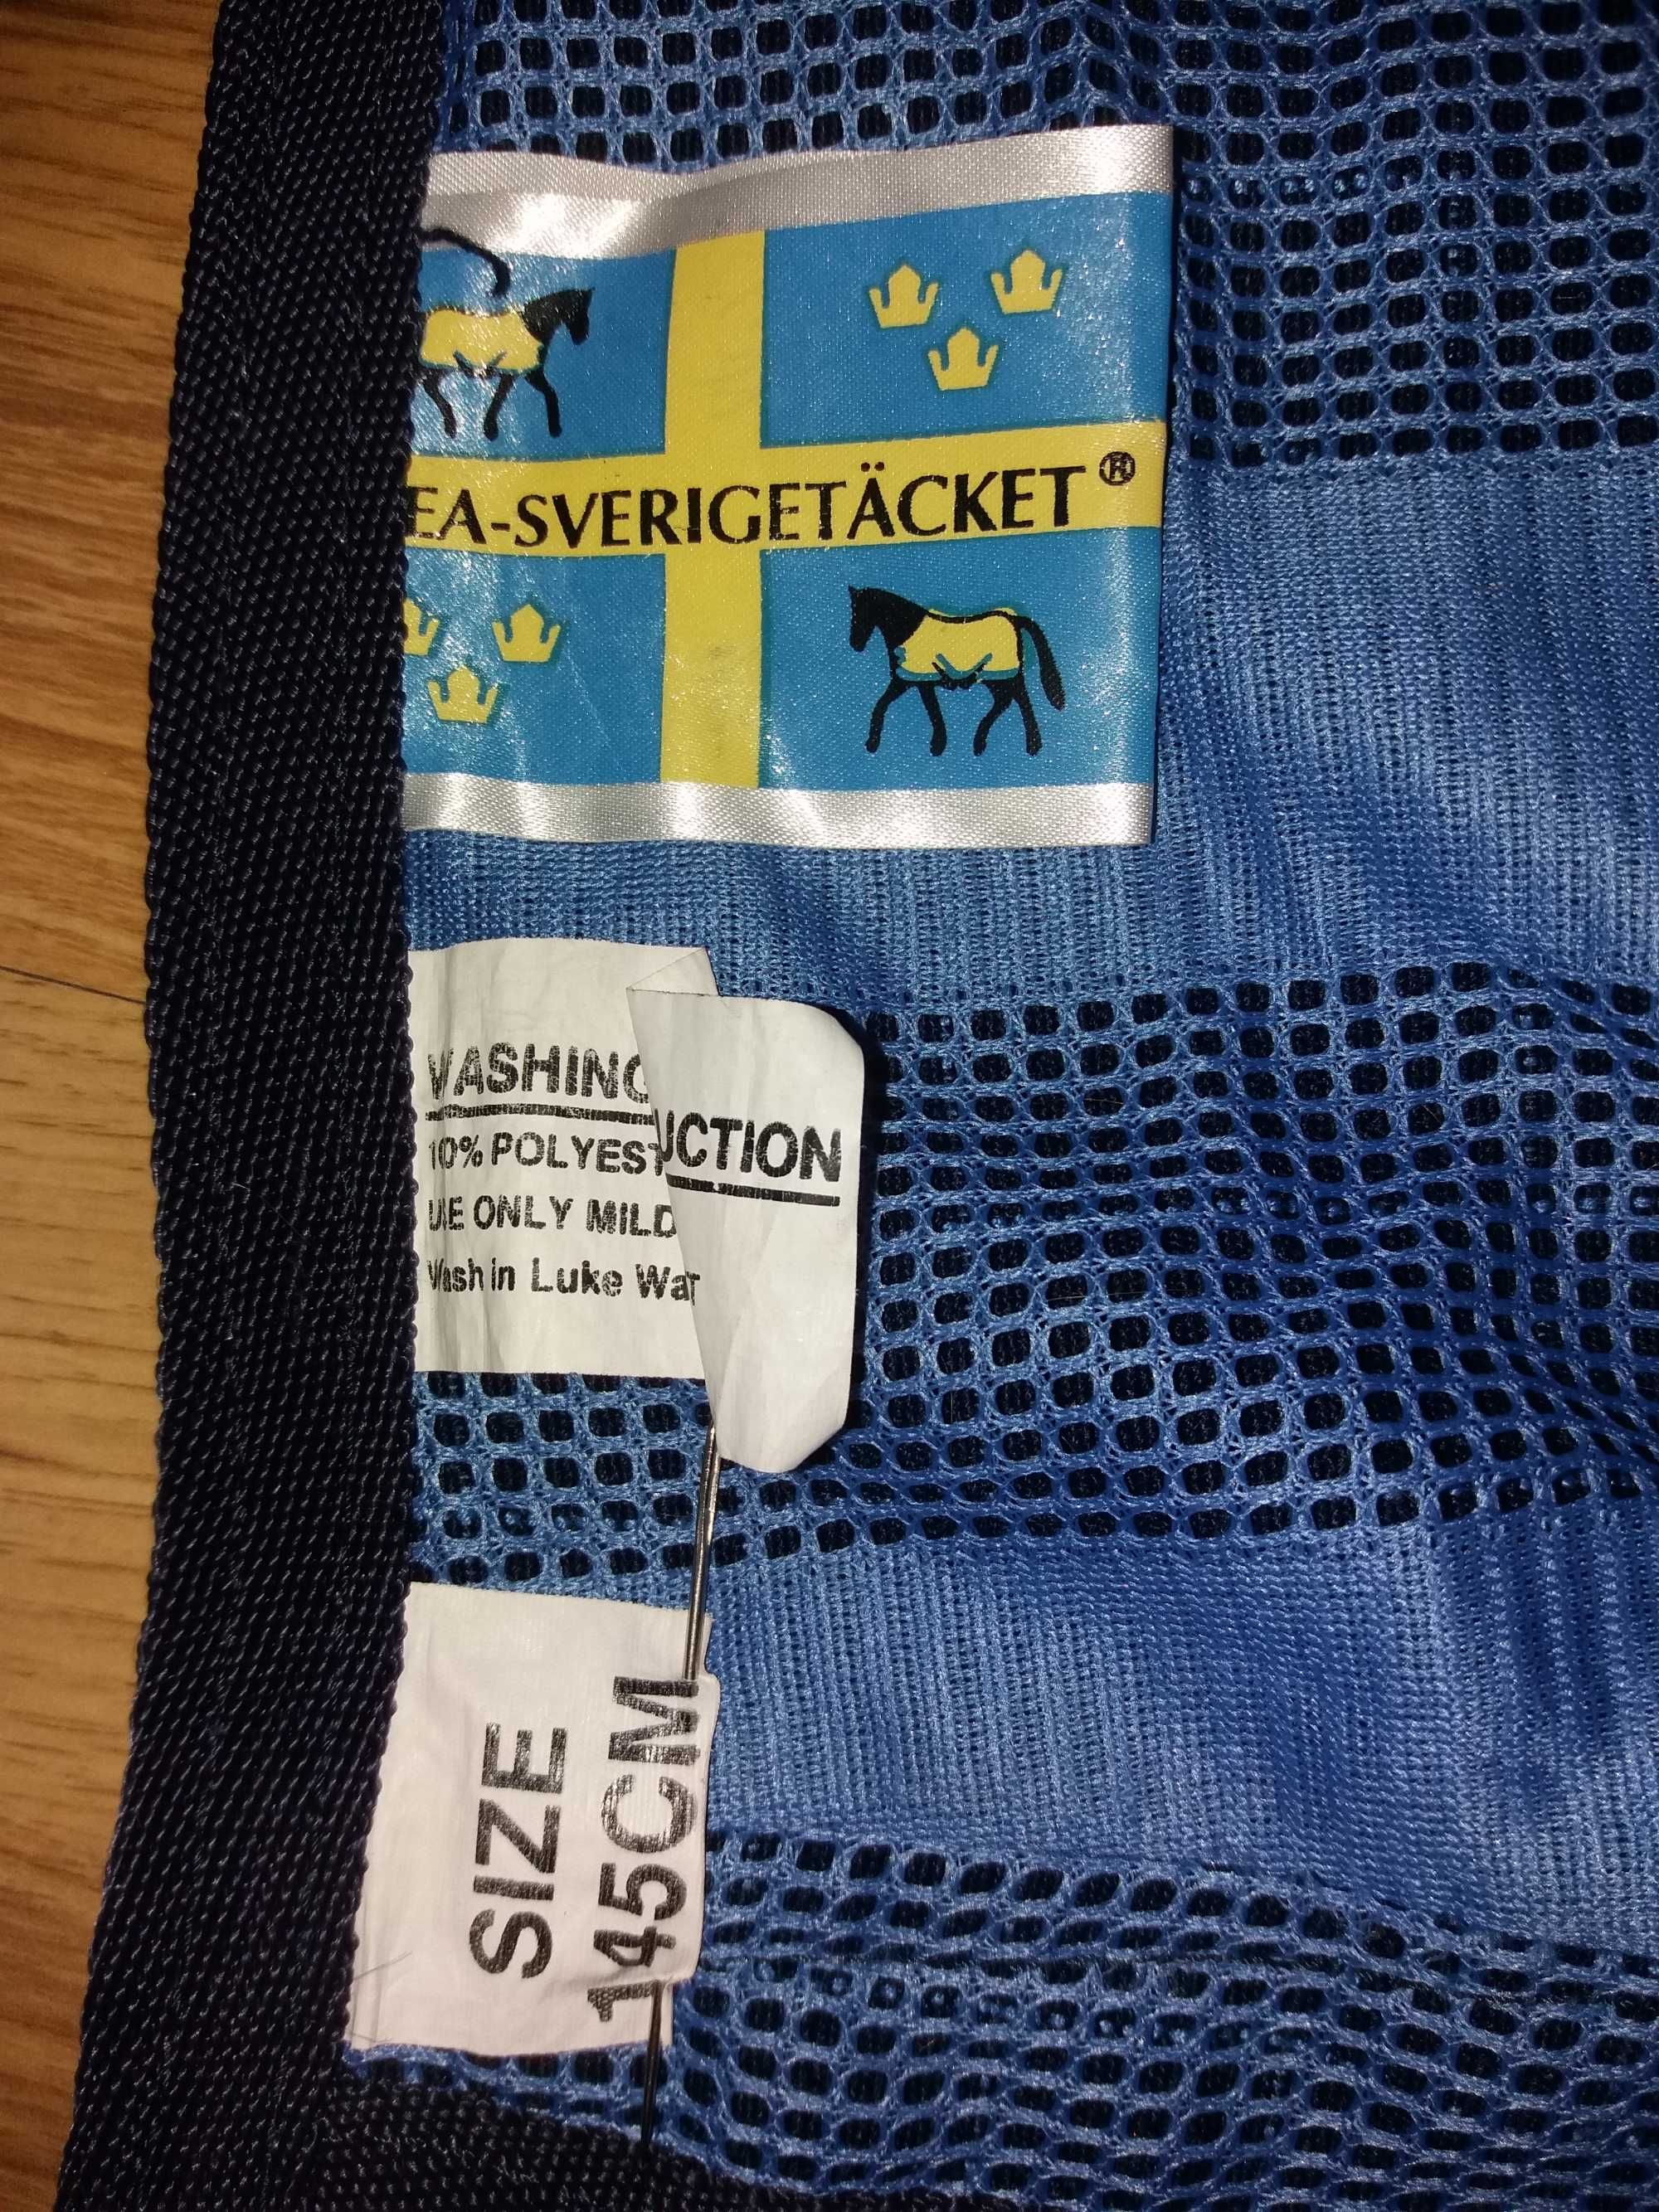 EA-SVERIGETÄCKET®
WASHING UCTION
10% POLYEST
USE ONLY MILD
Wash in Luke Wat
SIZE
145CM